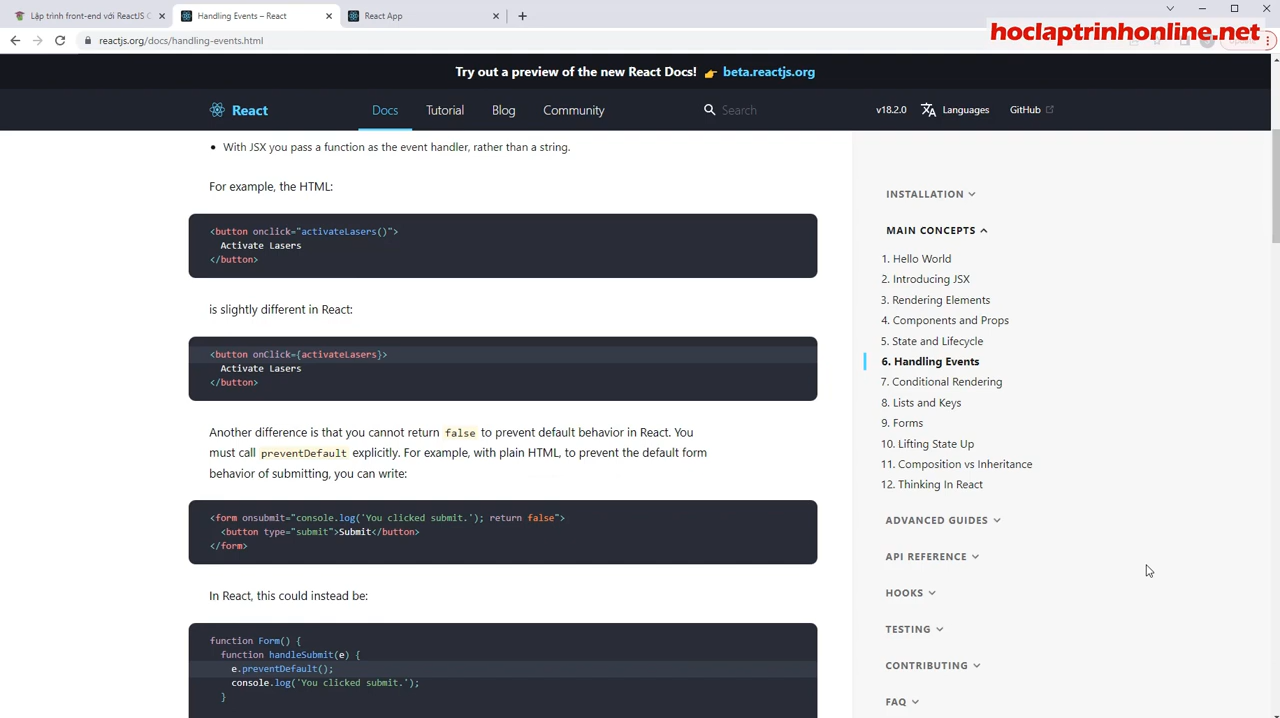 Lập trình front-end với ReactJS C
Handling Events – React
React App
reactjs.org/docs/handling-events.html
hoclaptrinhonline.net
Try out a preview of the new React Docs! 👉 beta.reactjs.org
React
Docs
Tutorial
Blog
Community
Search
v18.2.0
Languages
GitHub
• With JSX you pass a function as the event handler, rather than a string.
For example, the HTML:
<button onclick="activateLasers()">
Activate Lasers
</button>
is slightly different in React:
<button onClick={activateLasers}>
Activate Lasers
</button>
Another difference is that you cannot return false to prevent default behavior in React. You
must call preventDefault explicitly. For example, with plain HTML, to prevent the default form
behavior of submitting, you can write:
<form onsubmit="console.log('You clicked submit.'); return false">
<button type="submit">Submit</button>
</form>
In React, this could instead be:
function Form() {
function handleSubmit(e) {
e.preventDefault();
console.log('You clicked submit.');
}
INSTALLATION
MAIN CONCEPTS
1. Hello World
2. Introducing JSX
3. Rendering Elements
4. Components and Props
5. State and Lifecycle
6. Handling Events
7. Conditional Rendering
8. Lists and Keys
9. Forms
10. Lifting State Up
11. Composition vs Inheritance
12. Thinking In React
ADVANCED GUIDES
API REFERENCE
HOOKS
TESTING
CONTRIBUTING
FAQ